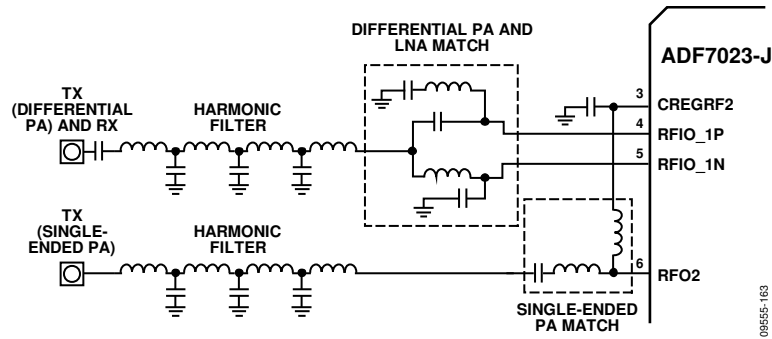 DIFFERENTIAL PA AND
LNA MATCH
ADF7023-J
TX
(DIFFERENTIAL
PA) AND RX
HARMONIC
FILTER
3
CREGRF2
4
RFIO_1P
5
RFIO_1N
TX
(SINGLE-
ENDED PA)
HARMONIC
FILTER
6
RFO2
SINGLE-ENDED
PA MATCH
09555-163